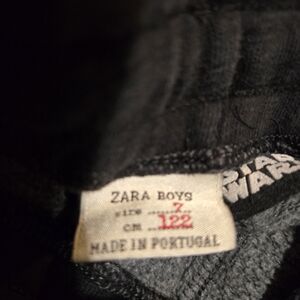 ZARA BOYS
size ........7
cm ......122
MADE IN PORTUGAL
STAR
WARS